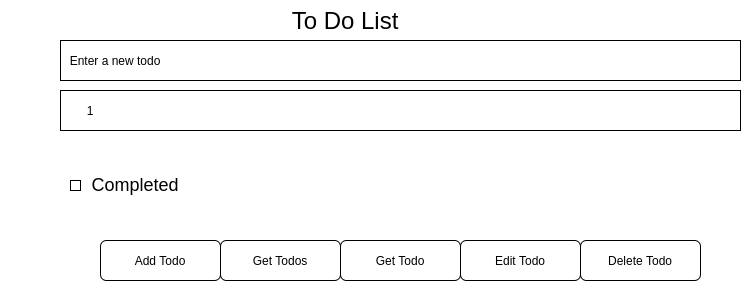 To Do List
Enter a new todo
1
Completed
Add Todo Get Todos Get Todo Edit Todo Delete Todo